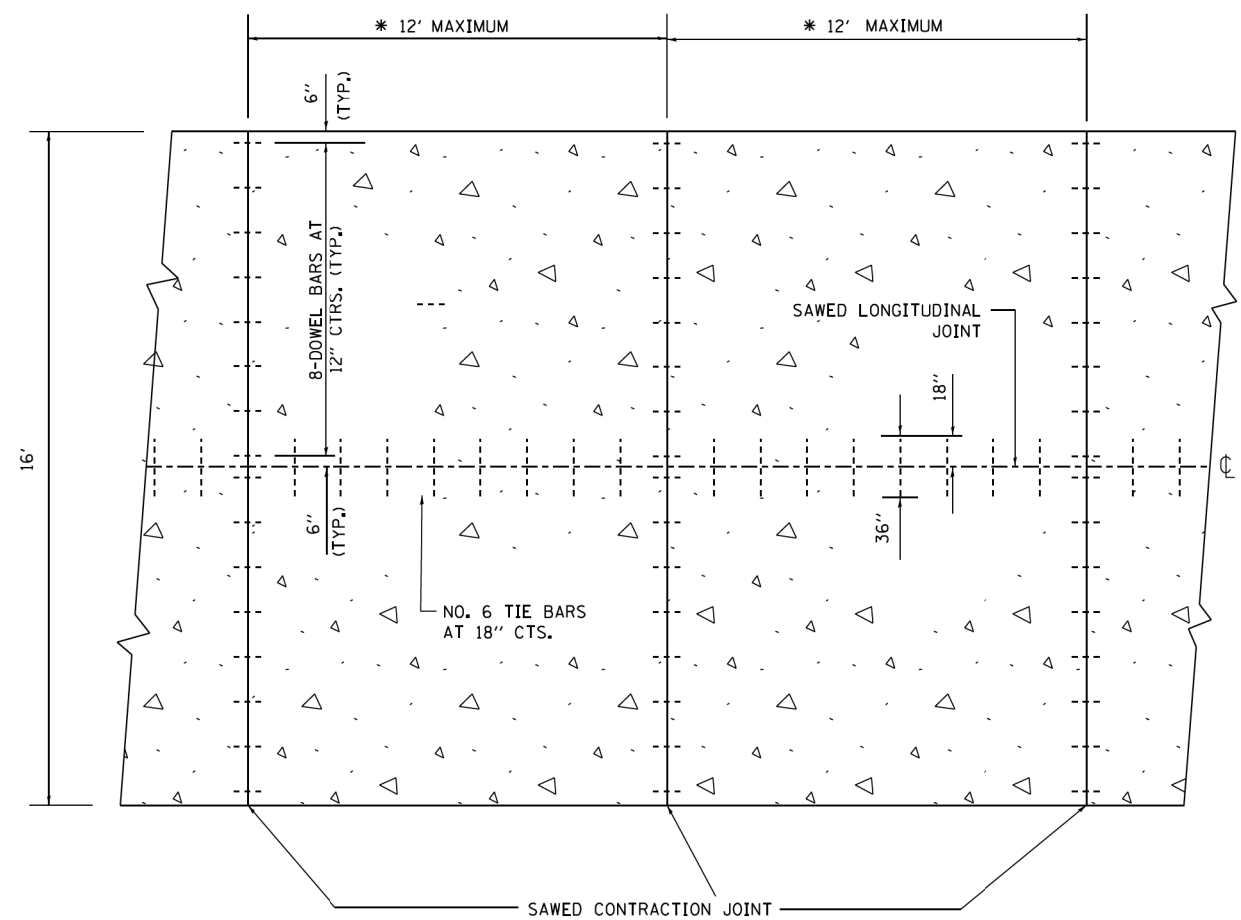 * 12' MAXIMUM
* 12' MAXIMUM
6"
(TYP.)
8-DOWEL BARS AT
12" CTRS. (TYP.)
SAWED LONGITUDINAL
JOINT
18"
16'
℄
6"
(TYP.)
36"
NO. 6 TIE BARS
AT 18" CTS.
SAWED CONTRACTION JOINT